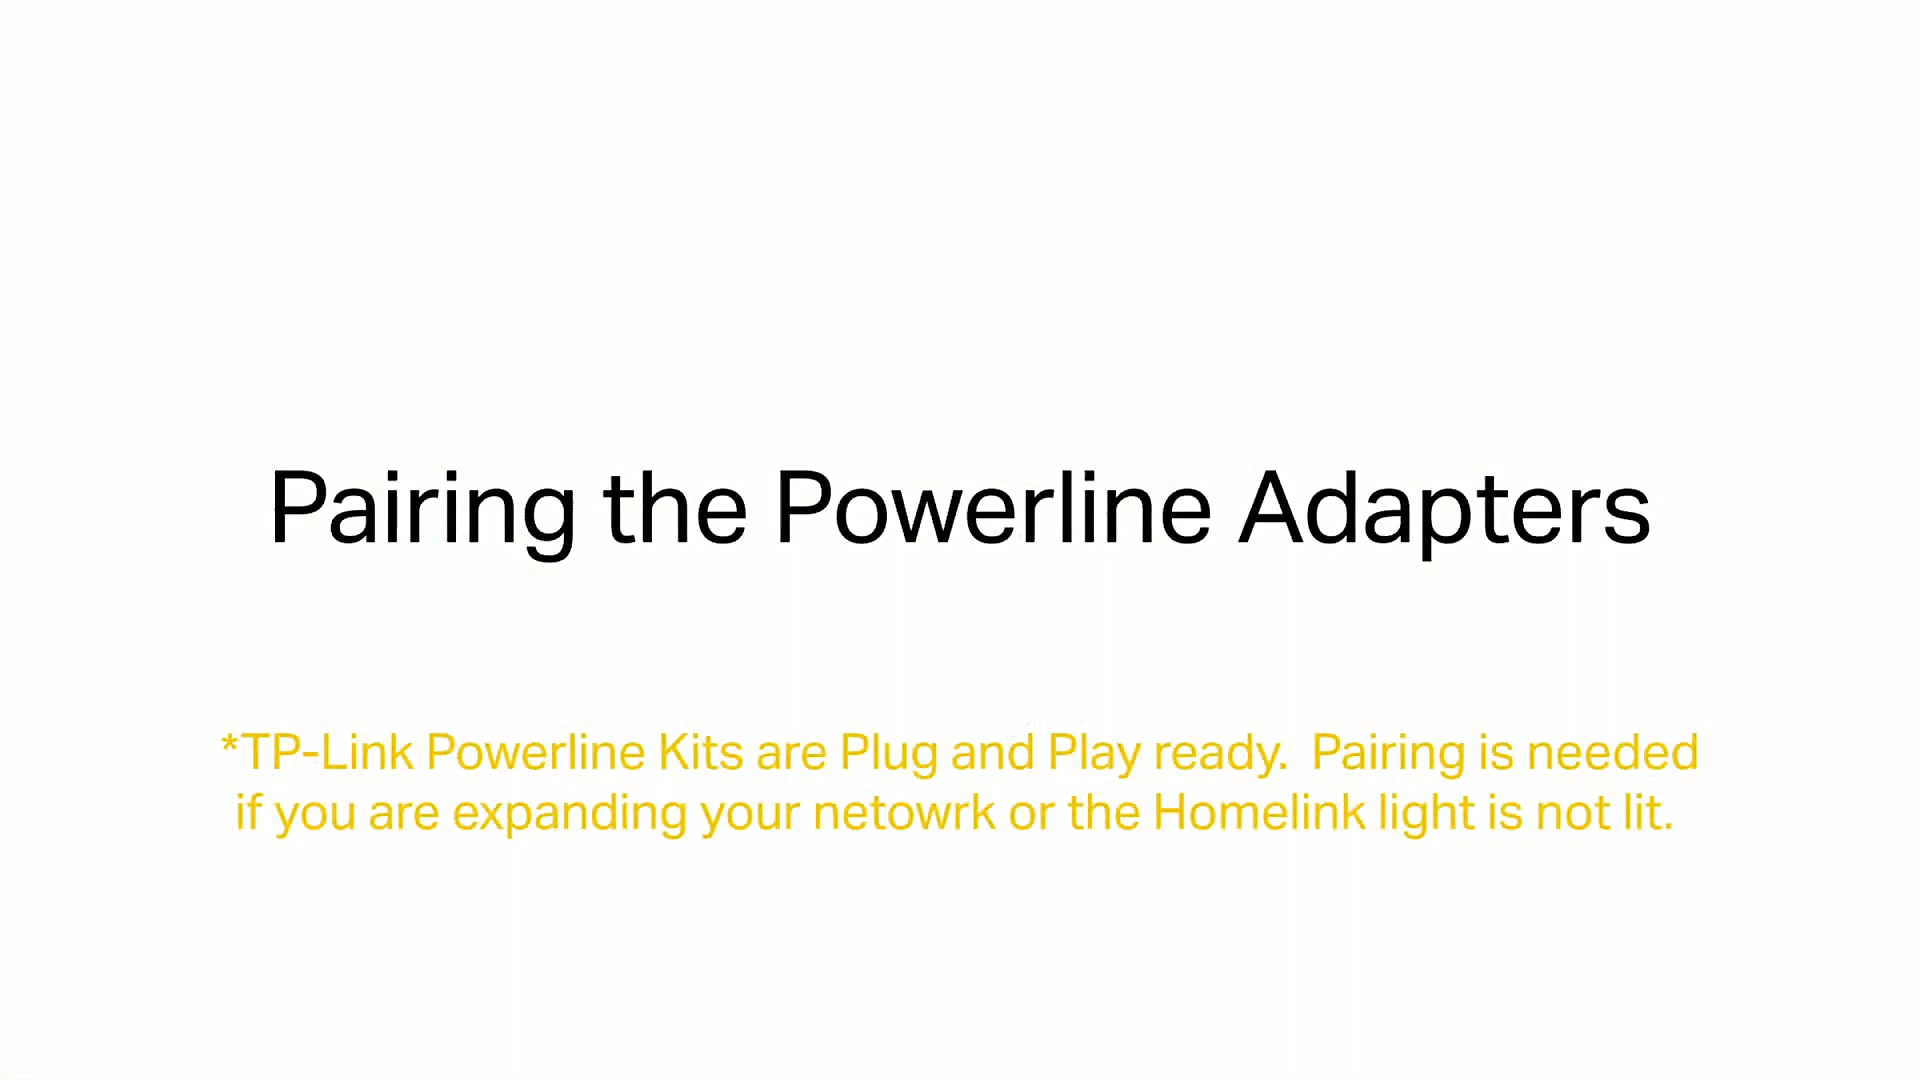 Pairing the Powerline Adapters
*TP-Link Powerline Kits are Plug and Play ready.  Pairing is needed
if you are expanding your netowrk or the Homelink light is not lit.